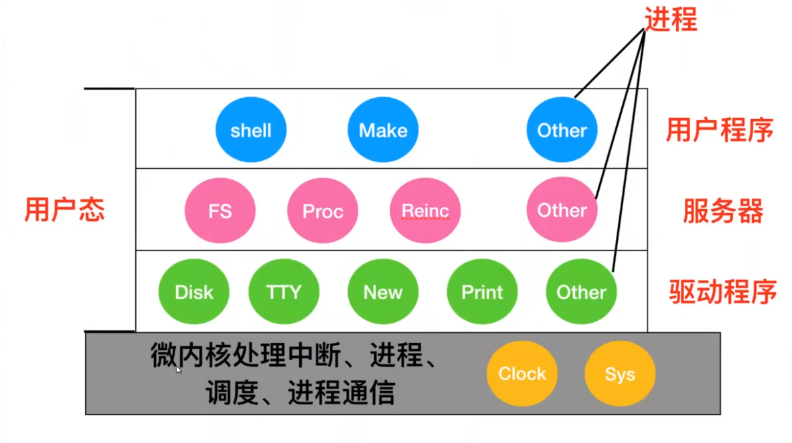 进程
shell
Make
Other
用户程序
用户态
FS
Proc
Reinc
Other
服务器
Disk
TTY
New
Print
Other
驱动程序
微内核处理中断、进程、
调度、进程通信
Clock
Sys